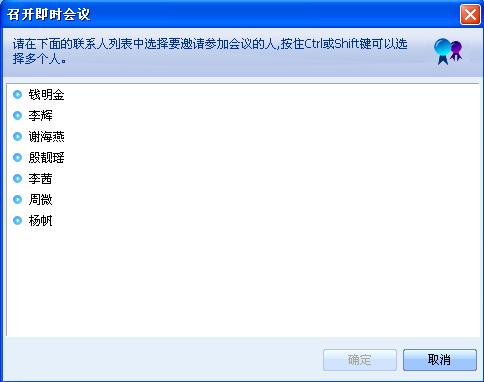 召开即时会议
请在下面的联系人列表中选择要邀请参加会议的人,按住Ctrl或Shift键可以选
择多个人。
钱明金
李辉
谢海燕
殷靓瑶
李茜
周微
杨帆
确定
取消